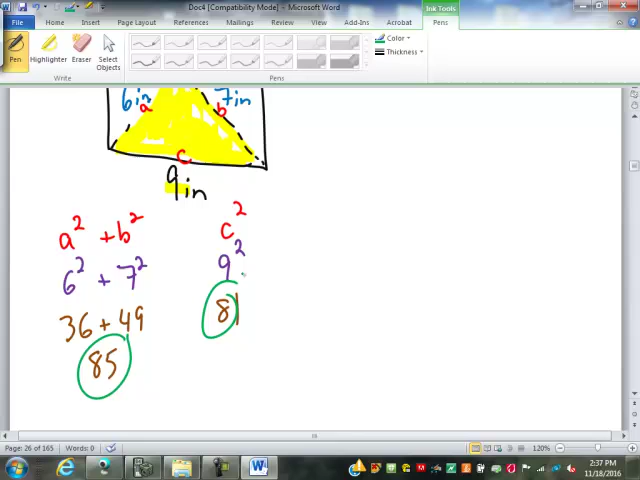 Doc4 [Compatibility Mode] - Microsoft Word
Ink Tools
File Home Insert Page Layout References Mailings Review View Add-Ins Acrobat Pens
Pen Highlighter Eraser Select Objects
Color
Thickness
Write Pens
6in 7in
a b
c
9in
a² + b² c²
6² + 7² 9²
36 + 49 81
85
Page: 26 of 165 Words: 0 120%
2:37 PM
11/18/2016